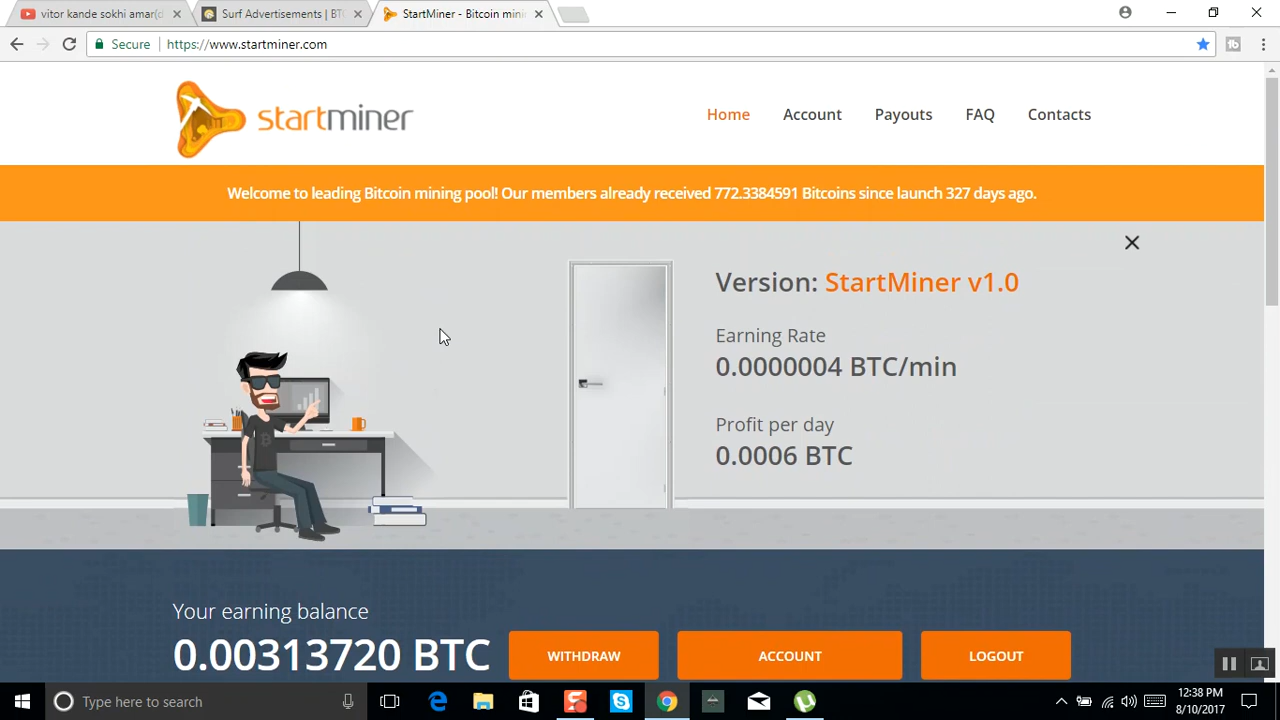 vitor kande sokhi amar(d
Surf Advertisements | BTC
StartMiner - Bitcoin mini
Secure
https://www.startminer.com
startminer
Home
Account
Payouts
FAQ
Contacts
Welcome to leading Bitcoin mining pool! Our members already received 772.3384591 Bitcoins since launch 327 days ago.
Version: StartMiner v1.0
Earning Rate
0.0000004 BTC/min
Profit per day
0.0006 BTC
Your earning balance
0.00313720 BTC
WITHDRAW
ACCOUNT
LOGOUT
Type here to search
12:38 PM
8/10/2017